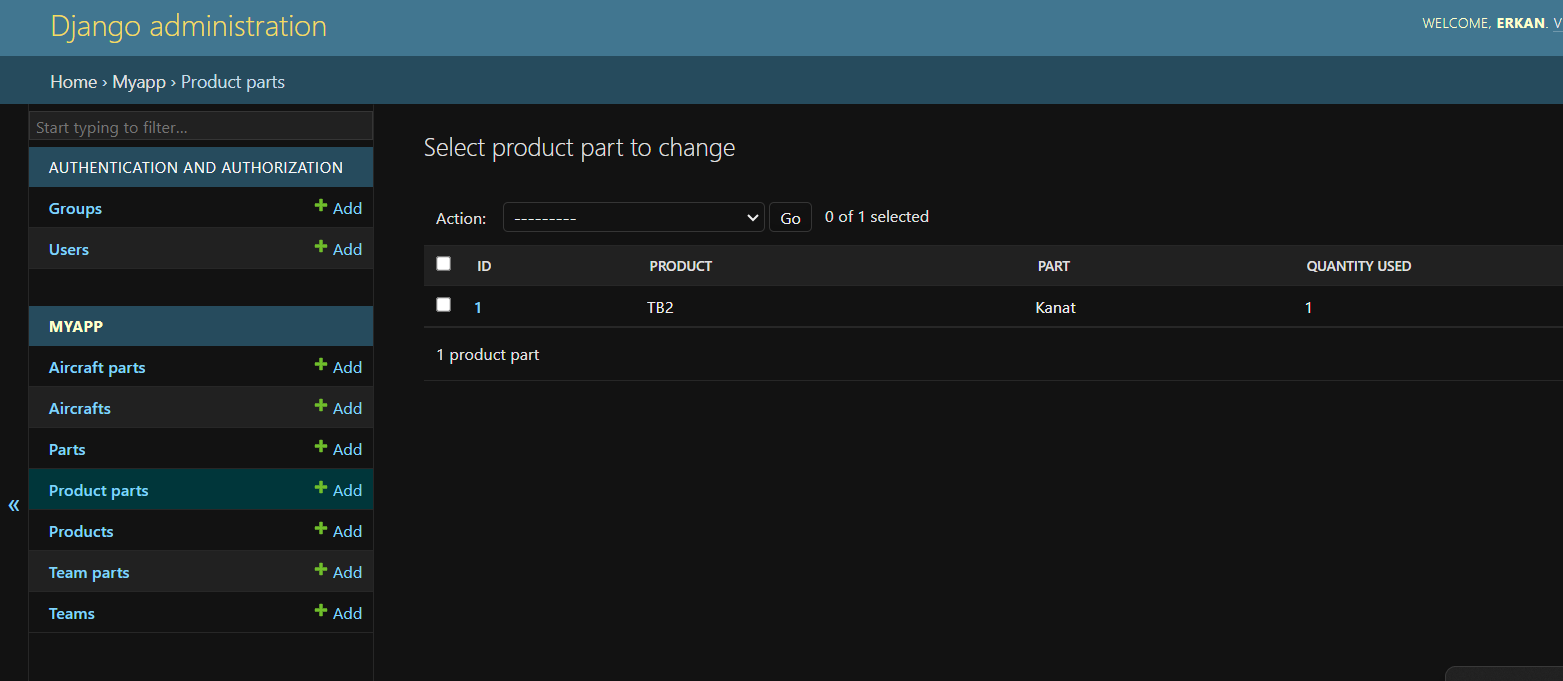 Django administration
WELCOME, ERKAN. V
Home › Myapp › Product parts
Start typing to filter...
AUTHENTICATION AND AUTHORIZATION
Groups + Add
Users + Add
MYAPP
Aircraft parts + Add
Aircrafts + Add
Parts + Add
Product parts + Add
Products + Add
Team parts + Add
Teams + Add
«
Select product part to change
Action: --------- Go 0 of 1 selected
ID PRODUCT PART QUANTITY USED
1 TB2 Kanat 1
1 product part